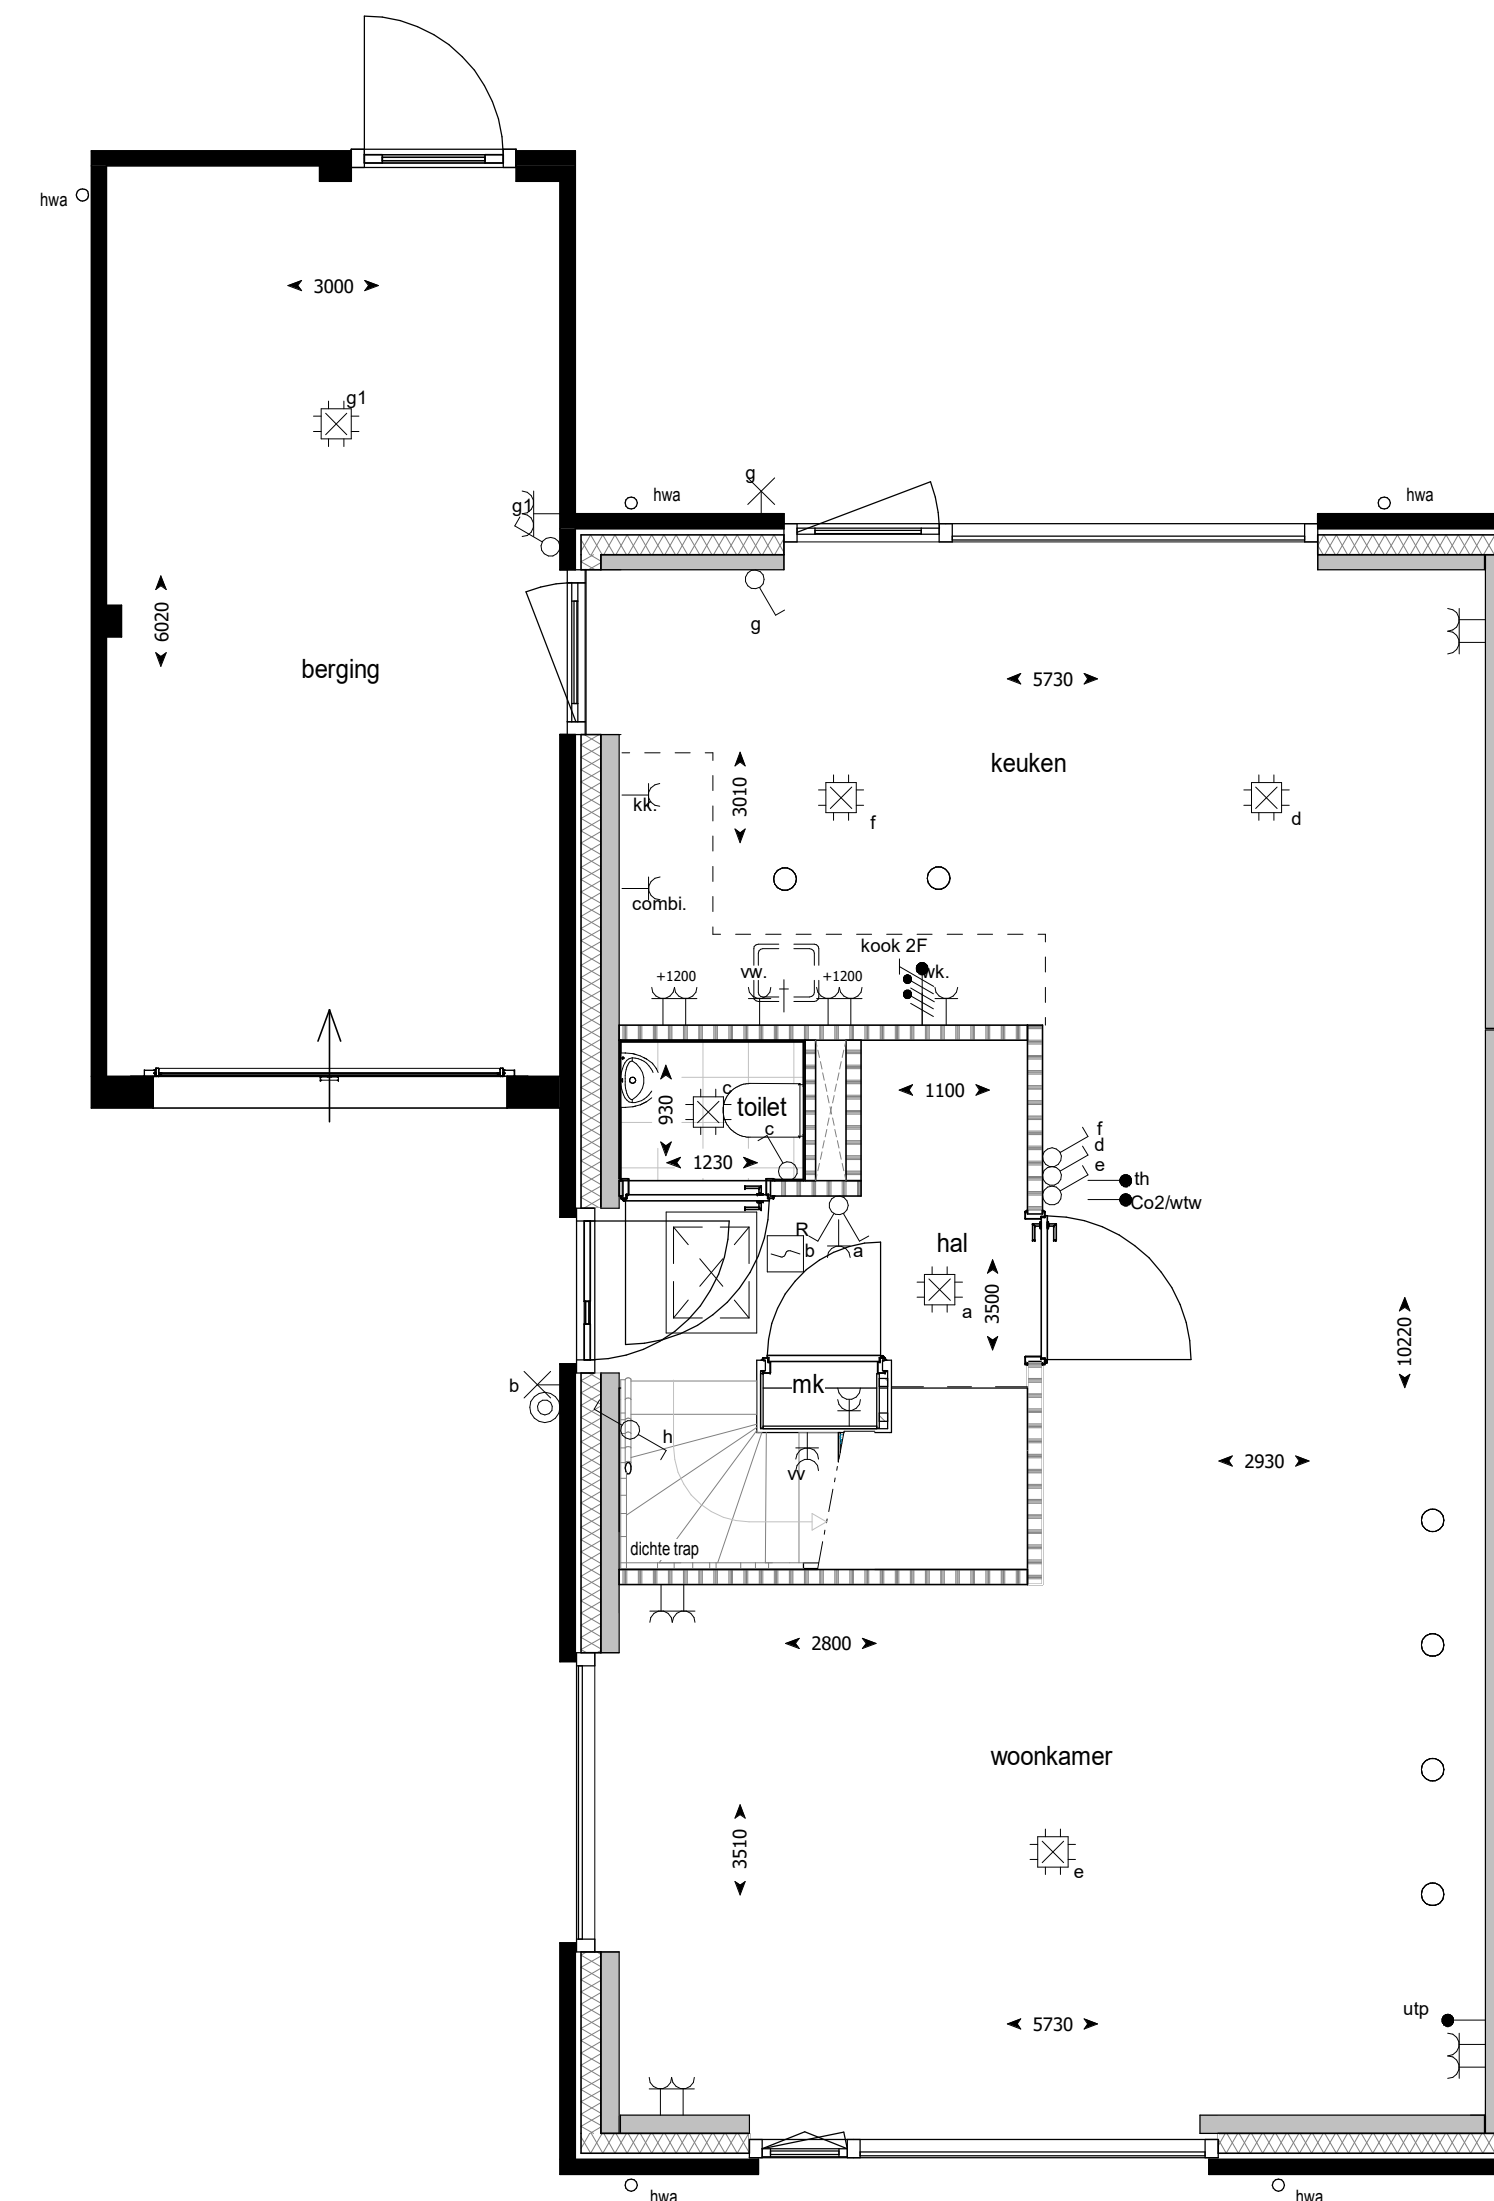 hwa
3000
g1
g1
g
hwa
hwa
g
6020
berging
5730
keuken
3010
kk.
f
d
combi.
kook 2F
+1200
vw.
+1200
wk.
930
c
toilet
c
1230
1100
f
d
e
th
Co2/wtw
R
b
a
hal
a
3500
10220
mk
b
h
0
vv
2930
dichte trap
2800
woonkamer
3510
e
utp
5730
hwa
hwa